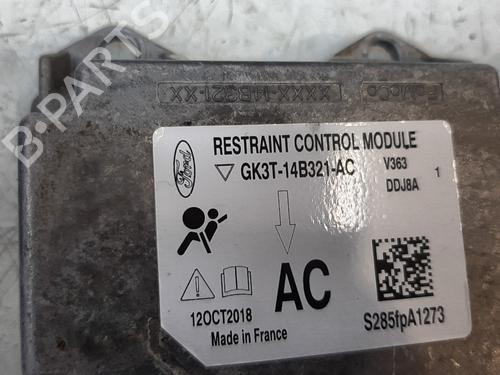 B-PARTS
XXXX-14B321-XX
FoMoCo
Ford
RESTRAINT CONTROL MODULE
GK3T-14B321-AC
V363
DDJ8A
1
AC
12OCT2018
Made in France
S285fpA1273